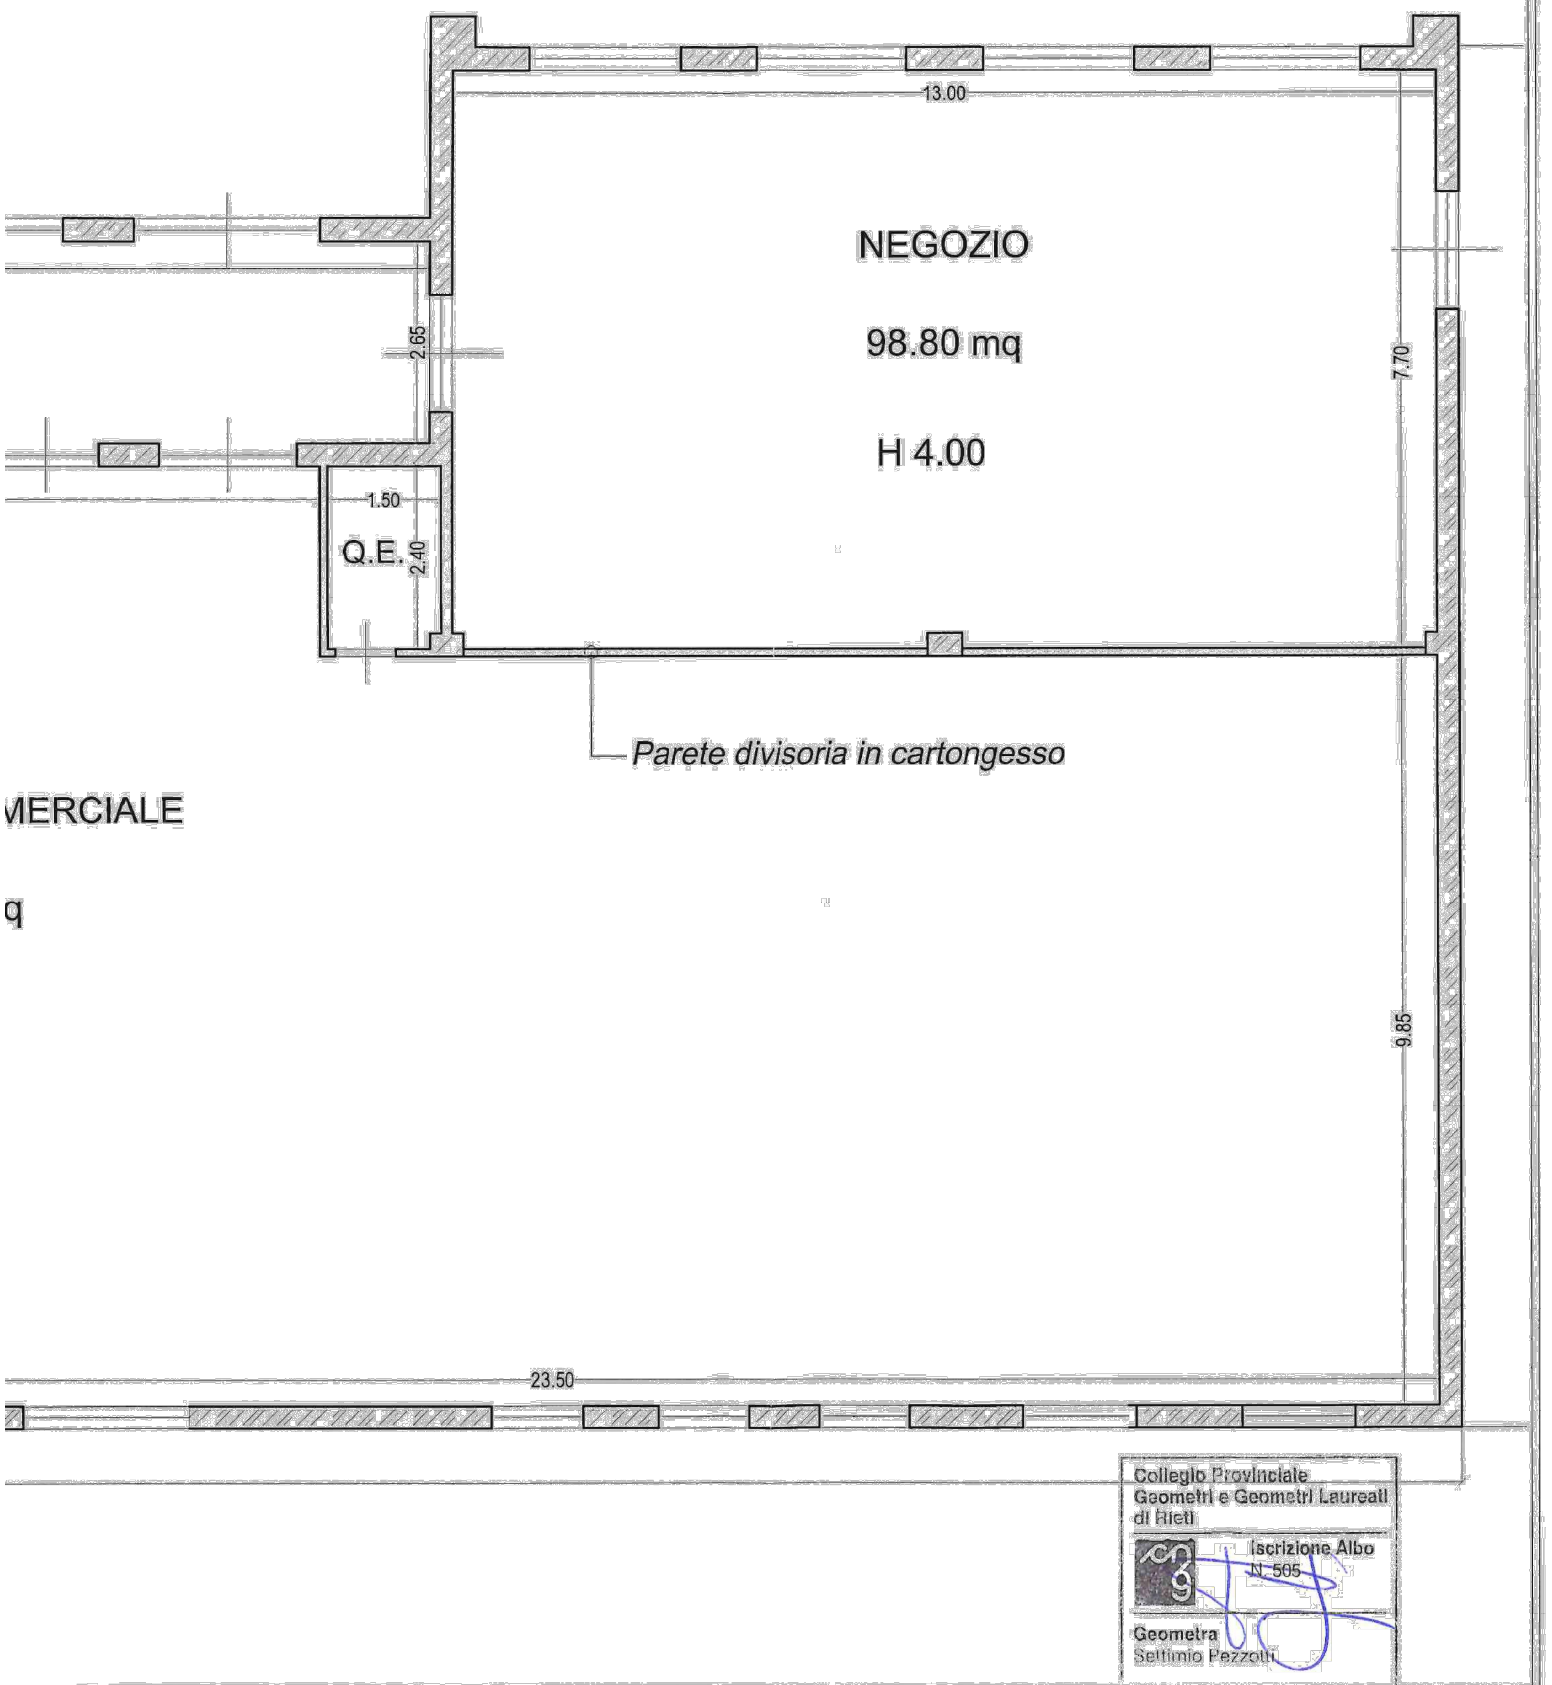 13.00
NEGOZIO
98.80 mq
H 4.00
2.65
7.70
1.50
Q.E.
2.40
Parete divisoria in cartongesso
MERCIALE
q
9.85
23.50
Collegio Provinciale
Geometri e Geometri Laureati
di Rieti
Iscrizione Albo
N. 505
Geometra
Settimio Pezzotti